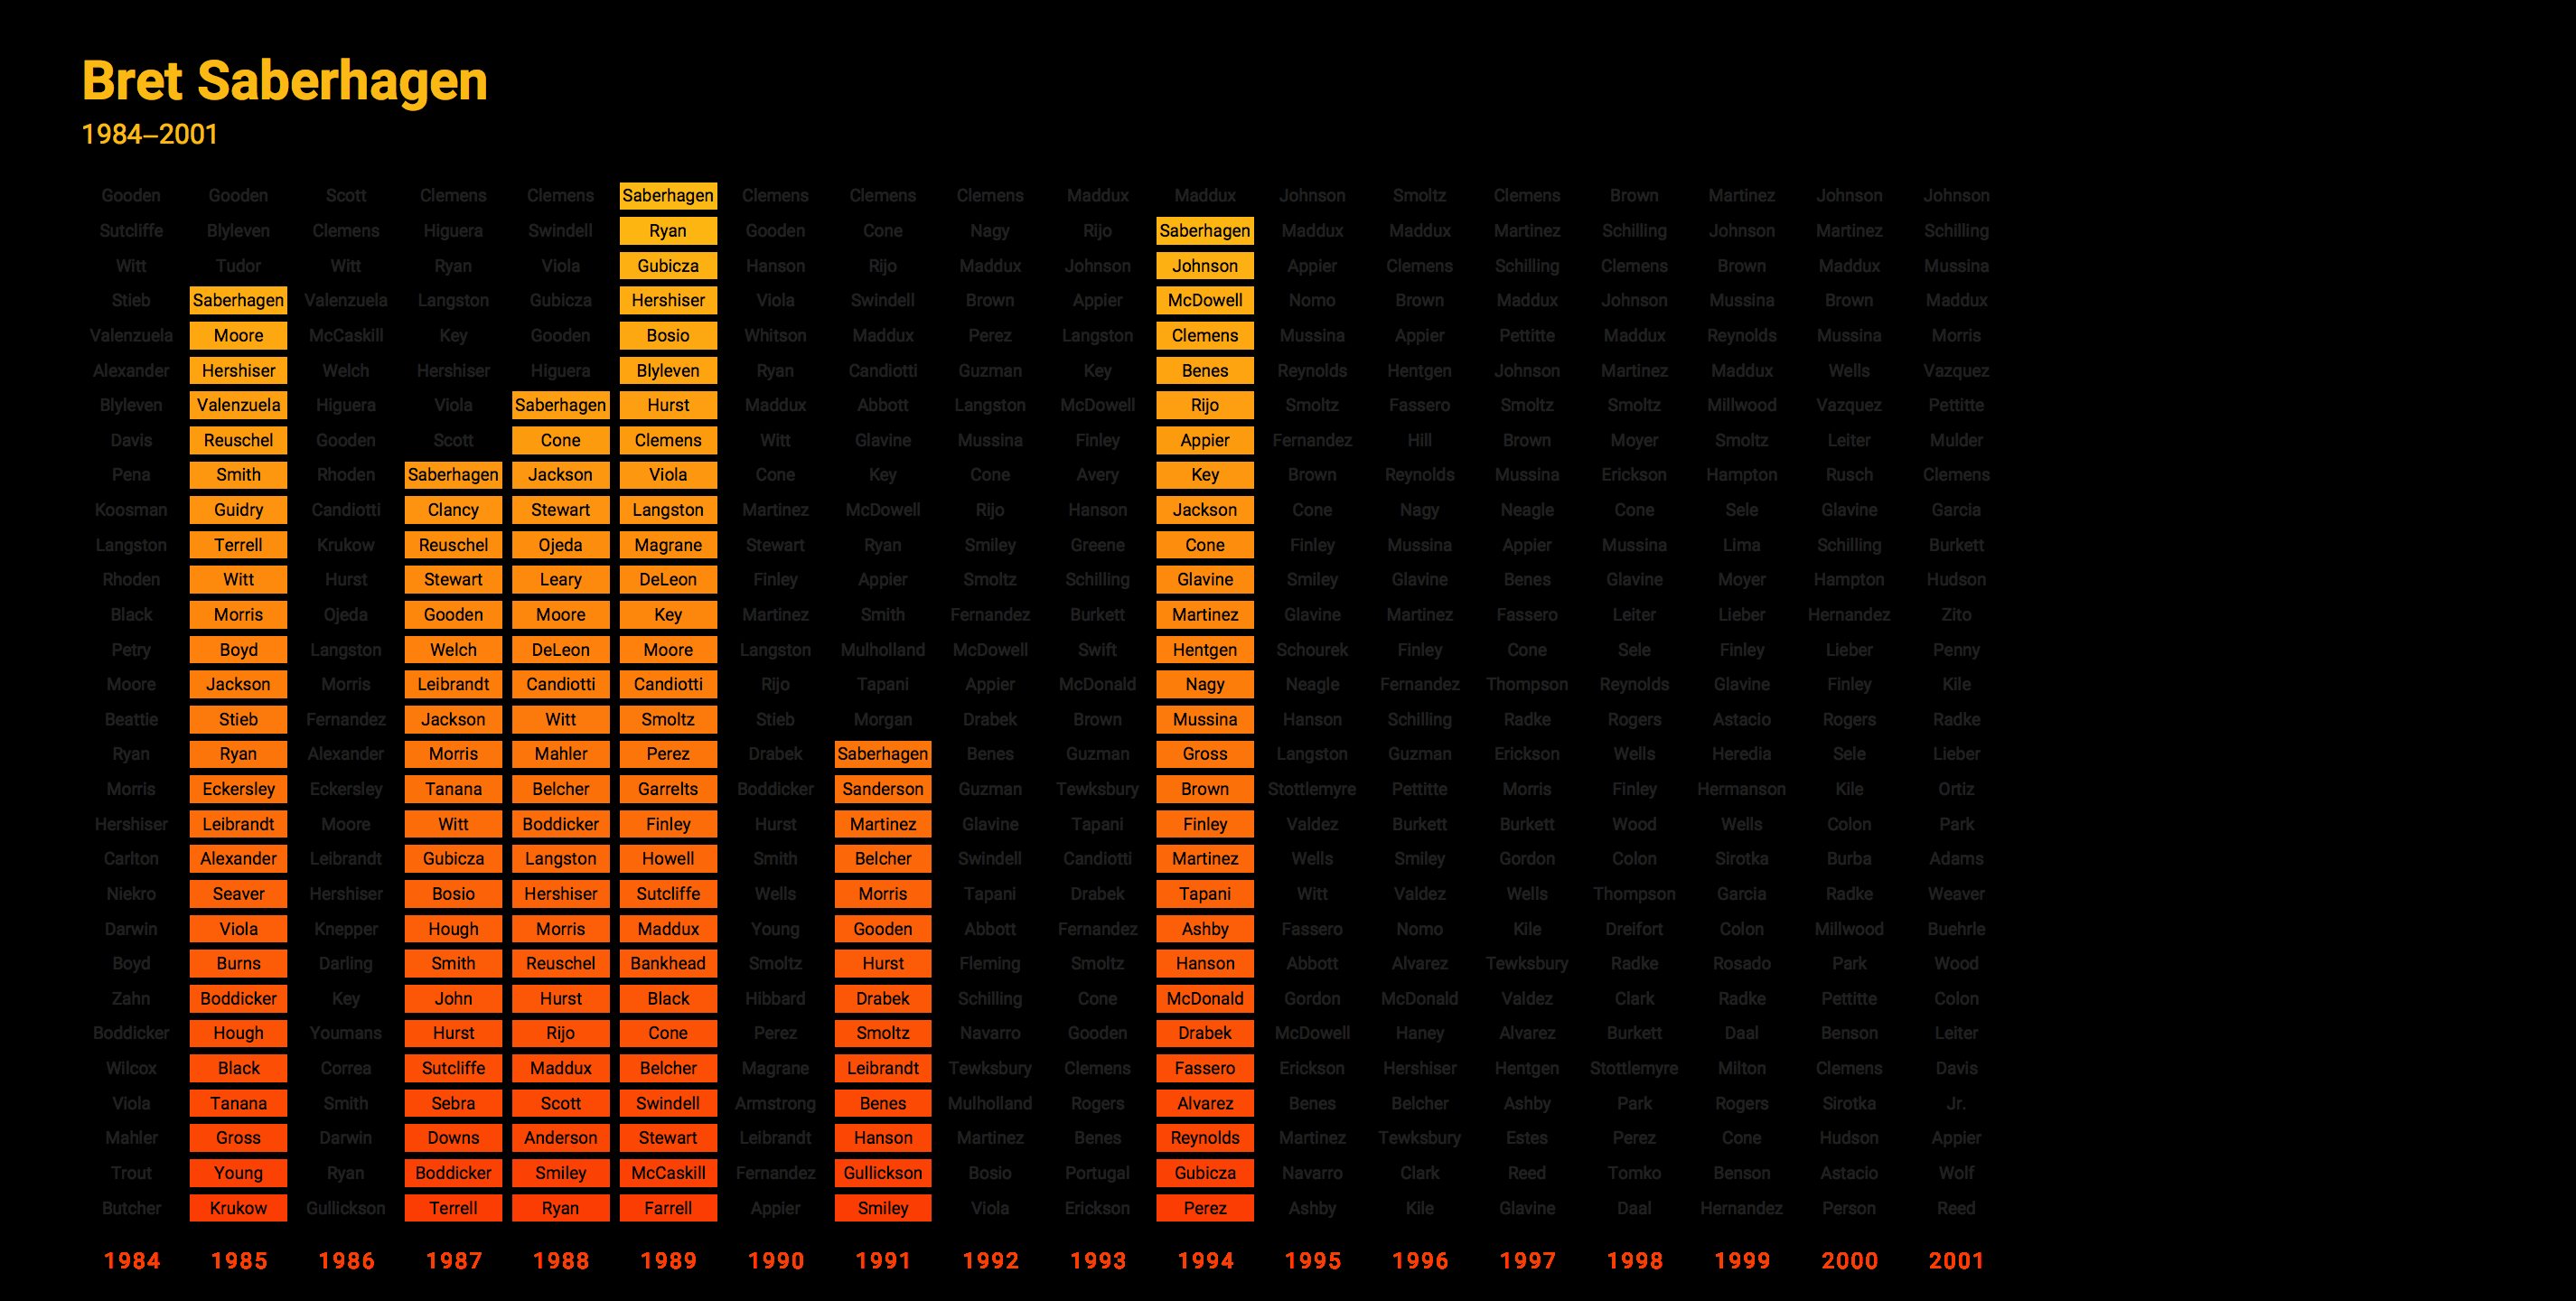 Bret Saberhagen
1984–2001
Gooden Gooden Scott Clemens Clemens Saberhagen Clemens Clemens Clemens Maddux Maddux Johnson Smoltz Clemens Brown Martinez Johnson Johnson
Sutcliffe Blyleven Clemens Higuera Swindell Ryan Gooden Cone Nagy Rijo Saberhagen Maddux Maddux Martinez Schilling Johnson Martinez Schilling
Witt Tudor Witt Ryan Viola Gubicza Hanson Rijo Maddux Johnson Johnson Appier Clemens Schilling Clemens Brown Maddux Mussina
Stieb Saberhagen Valenzuela Langston Gubicza Hershiser Viola Swindell Brown Appier McDowell Nomo Brown Maddux Johnson Mussina Brown Maddux
Valenzuela Moore McCaskill Key Gooden Bosio Whitson Maddux Perez Langston Clemens Mussina Appier Pettitte Maddux Reynolds Mussina Morris
Alexander Hershiser Welch Hershiser Higuera Blyleven Ryan Candiotti Guzman Key Benes Reynolds Hentgen Johnson Martinez Maddux Wells Vazquez
Blyleven Valenzuela Higuera Viola Saberhagen Hurst Maddux Abbott Langston McDowell Rijo Smoltz Fassero Smoltz Smoltz Millwood Vazquez Pettitte
Davis Reuschel Gooden Scott Cone Clemens Witt Glavine Mussina Finley Appier Fernandez Hill Brown Moyer Smoltz Leiter Mulder
Pena Smith Rhoden Saberhagen Jackson Viola Cone Key Cone Avery Key Brown Reynolds Mussina Erickson Hampton Rusch Clemens
Koosman Guidry Candiotti Clancy Stewart Langston Martinez McDowell Rijo Hanson Jackson Cone Nagy Neagle Cone Sele Glavine Garcia
Langston Terrell Krukow Reuschel Ojeda Magrane Stewart Ryan Smiley Greene Cone Finley Mussina Appier Mussina Lima Schilling Burkett
Rhoden Witt Hurst Stewart Leary DeLeon Finley Appier Smoltz Schilling Glavine Smiley Glavine Benes Glavine Moyer Hampton Hudson
Black Morris Ojeda Gooden Moore Key Martinez Smith Fernandez Burkett Martinez Glavine Martinez Fassero Leiter Lieber Hernandez Zito
Petry Boyd Langston Welch DeLeon Moore Langston Mulholland McDowell Swift Hentgen Schourek Finley Cone Sele Finley Lieber Penny
Moore Jackson Morris Leibrandt Candiotti Candiotti Rijo Tapani Appier McDonald Nagy Neagle Fernandez Thompson Reynolds Glavine Finley Kile
Beattie Stieb Fernandez Jackson Witt Smoltz Stieb Morgan Drabek Brown Mussina Hanson Schilling Radke Rogers Astacio Rogers Radke
Ryan Ryan Alexander Morris Mahler Perez Drabek Saberhagen Benes Guzman Gross Langston Guzman Erickson Wells Heredia Sele Lieber
Morris Eckersley Eckersley Tanana Belcher Garrelts Boddicker Sanderson Guzman Tewksbury Brown Stottlemyre Pettitte Morris Finley Hermanson Kile Ortiz
Hershiser Leibrandt Moore Witt Boddicker Finley Hurst Martinez Glavine Tapani Finley Valdez Burkett Burkett Wood Wells Colon Park
Carlton Alexander Leibrandt Gubicza Langston Howell Smith Belcher Swindell Candiotti Martinez Wells Smiley Gordon Colon Sirotka Burba Adams
Niekro Seaver Hershiser Bosio Hershiser Sutcliffe Wells Morris Tapani Drabek Tapani Witt Valdez Wells Thompson Garcia Radke Weaver
Darwin Viola Knepper Hough Morris Maddux Young Gooden Abbott Fernandez Ashby Fassero Nomo Kile Dreifort Colon Millwood Buehrle
Boyd Burns Darling Smith Reuschel Bankhead Smoltz Hurst Fleming Smoltz Hanson Abbott Alvarez Tewksbury Radke Rosado Park Wood
Zahn Boddicker Key John Hurst Black Hibbard Drabek Schilling Cone McDonald Gordon McDonald Valdez Clark Radke Pettitte Colon
Boddicker Hough Youmans Hurst Rijo Cone Perez Smoltz Navarro Gooden Drabek McDowell Haney Alvarez Burkett Daal Benson Leiter
Wilcox Black Correa Sutcliffe Maddux Belcher Magrane Leibrandt Tewksbury Clemens Fassero Erickson Hershiser Hentgen Stottlemyre Milton Clemens Davis
Viola Tanana Smith Sebra Scott Swindell Armstrong Benes Mulholland Rogers Alvarez Benes Belcher Ashby Park Rogers Sirotka Jr.
Mahler Gross Darwin Downs Anderson Stewart Leibrandt Hanson Martinez Benes Reynolds Martinez Tewksbury Estes Perez Cone Hudson Appier
Trout Young Ryan Boddicker Smiley McCaskill Fernandez Gullickson Bosio Portugal Gubicza Navarro Clark Reed Tomko Benson Astacio Wolf
Butcher Krukow Gullickson Terrell Ryan Farrell Appier Smiley Viola Erickson Perez Ashby Kile Glavine Daal Hernandez Person Reed
1984 1985 1986 1987 1988 1989 1990 1991 1992 1993 1994 1995 1996 1997 1998 1999 2000 2001